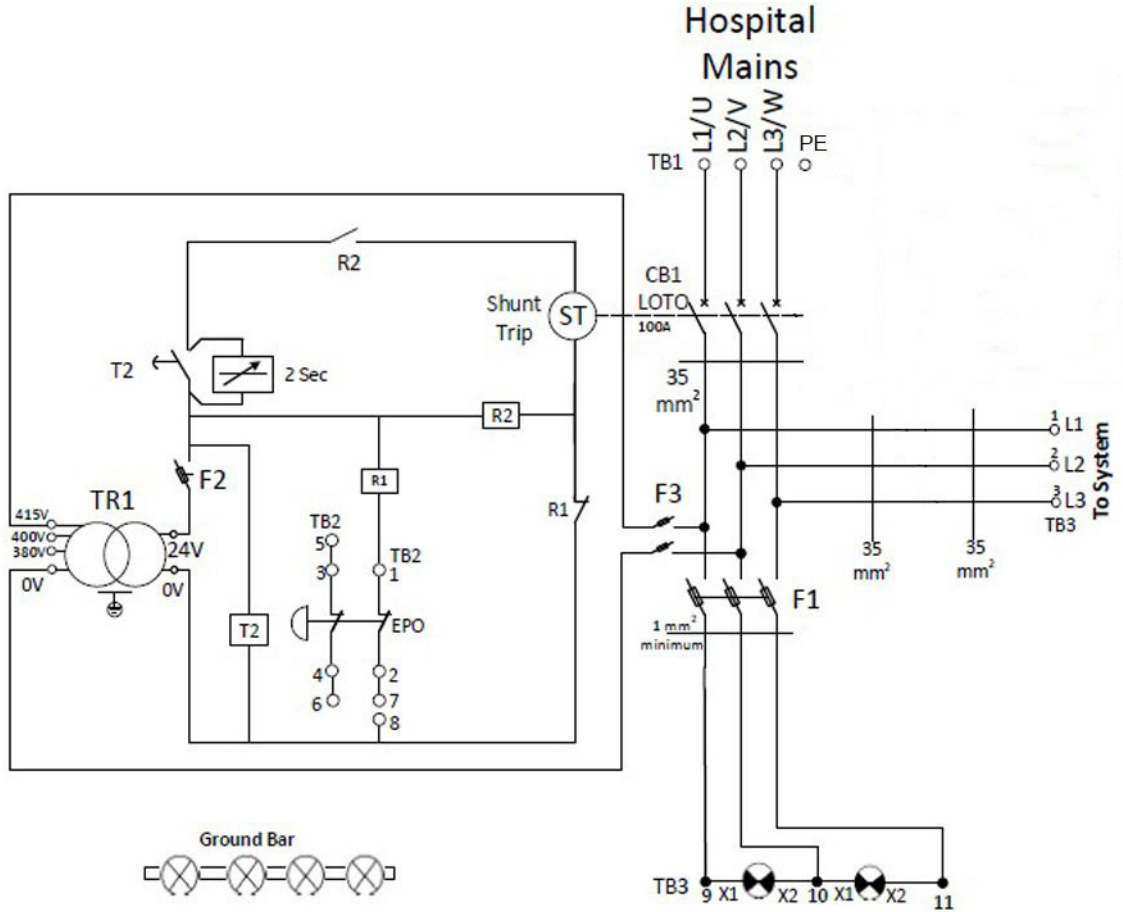 Hospital
Mains
L1/U
L2/V
L3/W
PE
TB1
R2
CB1
LOTO
100A
Shunt
Trip
ST
T2
2 Sec
35
mm²
R2
1 L1
2 L2
3 L3
TB3
To System
F2
R1
F3
R1
TR1
415V
400V
380V
0V
24V
0V
TB2
5
3
TB2
1
35
mm²
35
mm²
F1
T2
EPO
1 mm²
minimum
4
6
2
7
8
Ground Bar
TB3
9 X1 X2 10 X1 X2 11